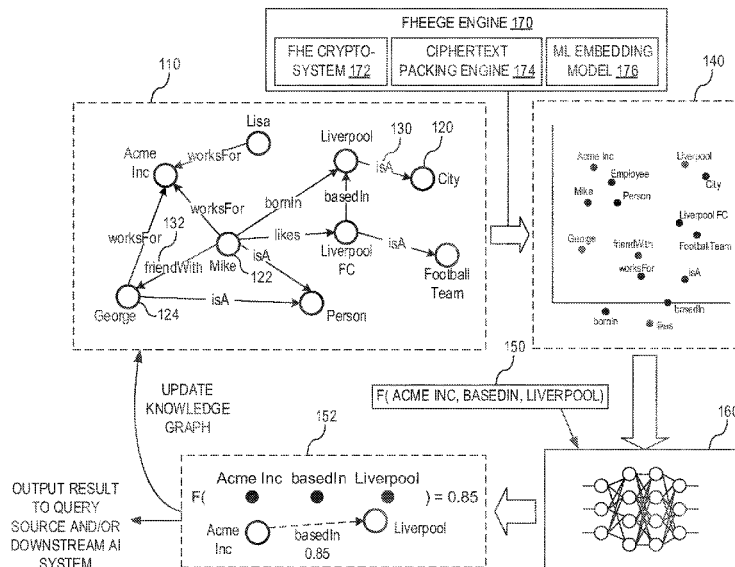 FHEEGE ENGINE 170
FHE CRYPTO-
SYSTEM 172
CIPHERTEXT
PACKING ENGINE 174
ML EMBEDDING
MODEL 176
110
140
Lisa
Acme
Inc
worksFor
Liverpool
130
120
isA
City
bornIn
basedIn
worksFor
132
worksFor
likes
isA
friendWith
Mike
122
Liverpool
FC
isA
Football
Team
George
124
isA
Person
Acme Inc
Employee
Liverpool
City
Mike
Person
Liverpool FC
Football Team
George
friendWith
worksFor
isA
basedIn
bornIn
likes
150
F( ACME INC, BASEDIN, LIVERPOOL)
UPDATE
KNOWLEDGE
GRAPH
152
160
Acme Inc basedIn Liverpool
F( ) = 0.85
Acme
Inc
basedIn
0.85
Liverpool
OUTPUT RESULT
TO QUERY
SOURCE AND/OR
DOWNSTREAM AI
SYSTEM